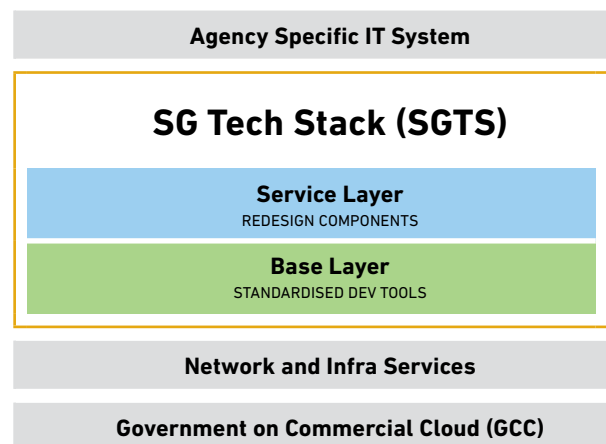 Agency Specific IT System
SG Tech Stack (SGTS)
Service Layer
REDESIGN COMPONENTS
Base Layer
STANDARDISED DEV TOOLS
Network and Infra Services
Government on Commercial Cloud (GCC)